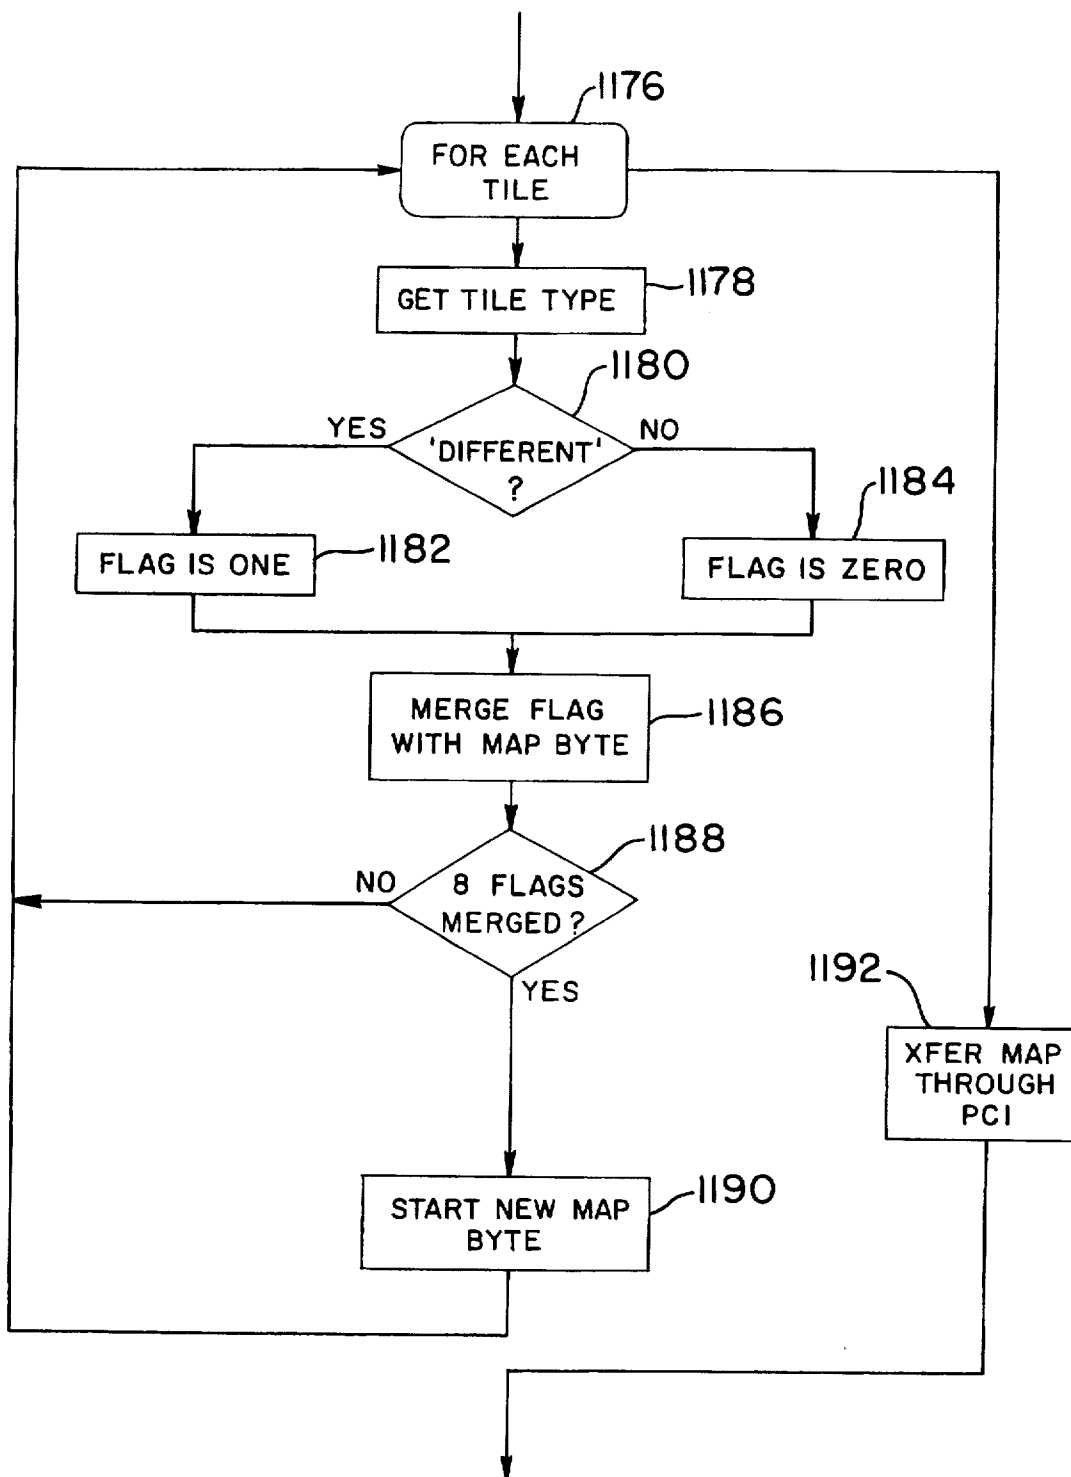 1176
FOR EACH
TILE
GET TILE TYPE
1178
1180
YES
NO
'DIFFERENT'
?
1184
FLAG IS ONE
1182
FLAG IS ZERO
MERGE FLAG
WITH MAP BYTE
1186
1188
NO
8 FLAGS
MERGED?
YES
1192
XFER MAP
THROUGH
PCI
START NEW MAP
BYTE
1190